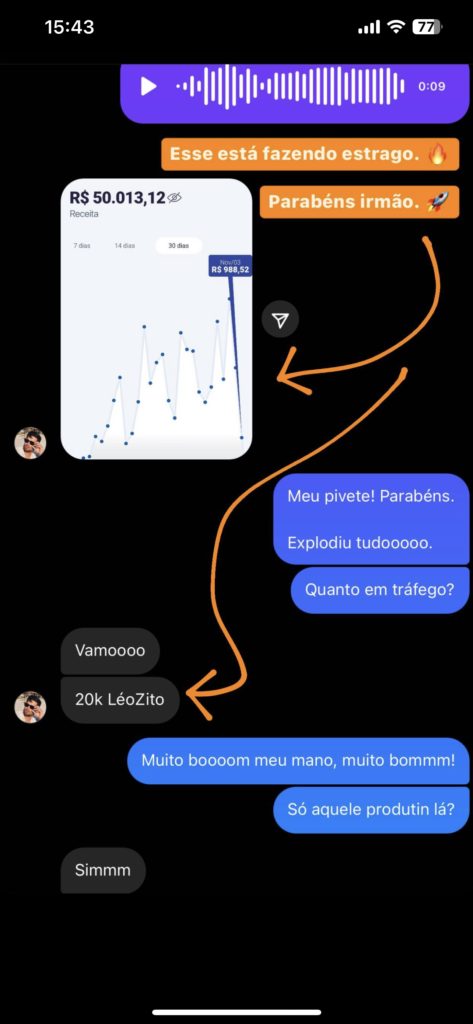 15:43
77
0:09
Esse está fazendo estrago. 🔥
Parabéns irmão. 🚀
R$ 50.013,12
Receita
7 dias 14 dias 30 dias
Nov/03
R$ 988,52
Meu pivete! Parabéns.
Explodiu tudooooo.
Quanto em tráfego?
Vamoooo
20k LéoZito
Muito boooom meu mano, muito bommm!
Só aquele produtin lá?
Simmm